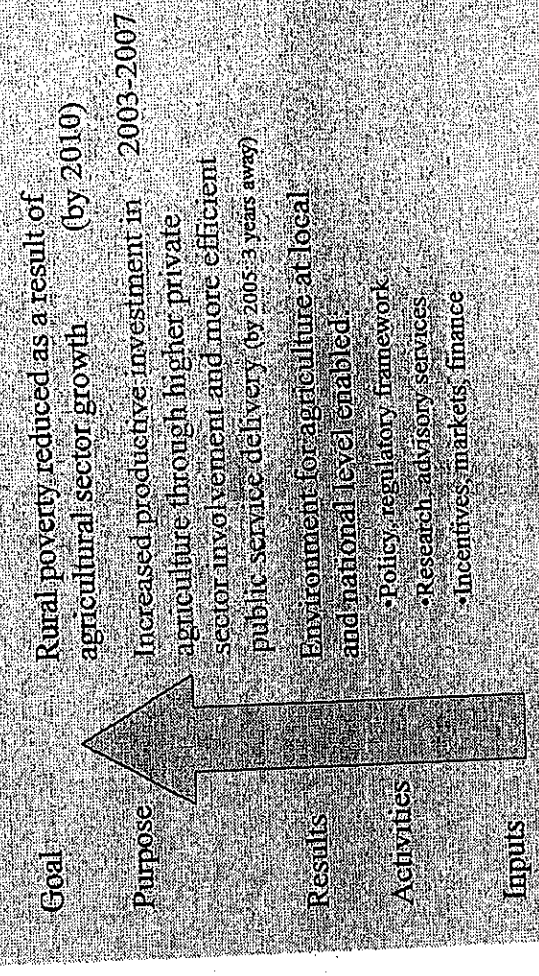 Goal
Rural poverty reduced as a result of
agricultural sector growth (by 2010)
Purpose
Increased productive investment in 2003-2007
agriculture through higher private
sector involvement and more efficient
public service delivery (by 2005-3 years away)
Results
Environment for agriculture at local
and national level enabled.
Activities
•Policy, regulatory framework
•Research advisory services
•Incentives, markets, finance
Inputs